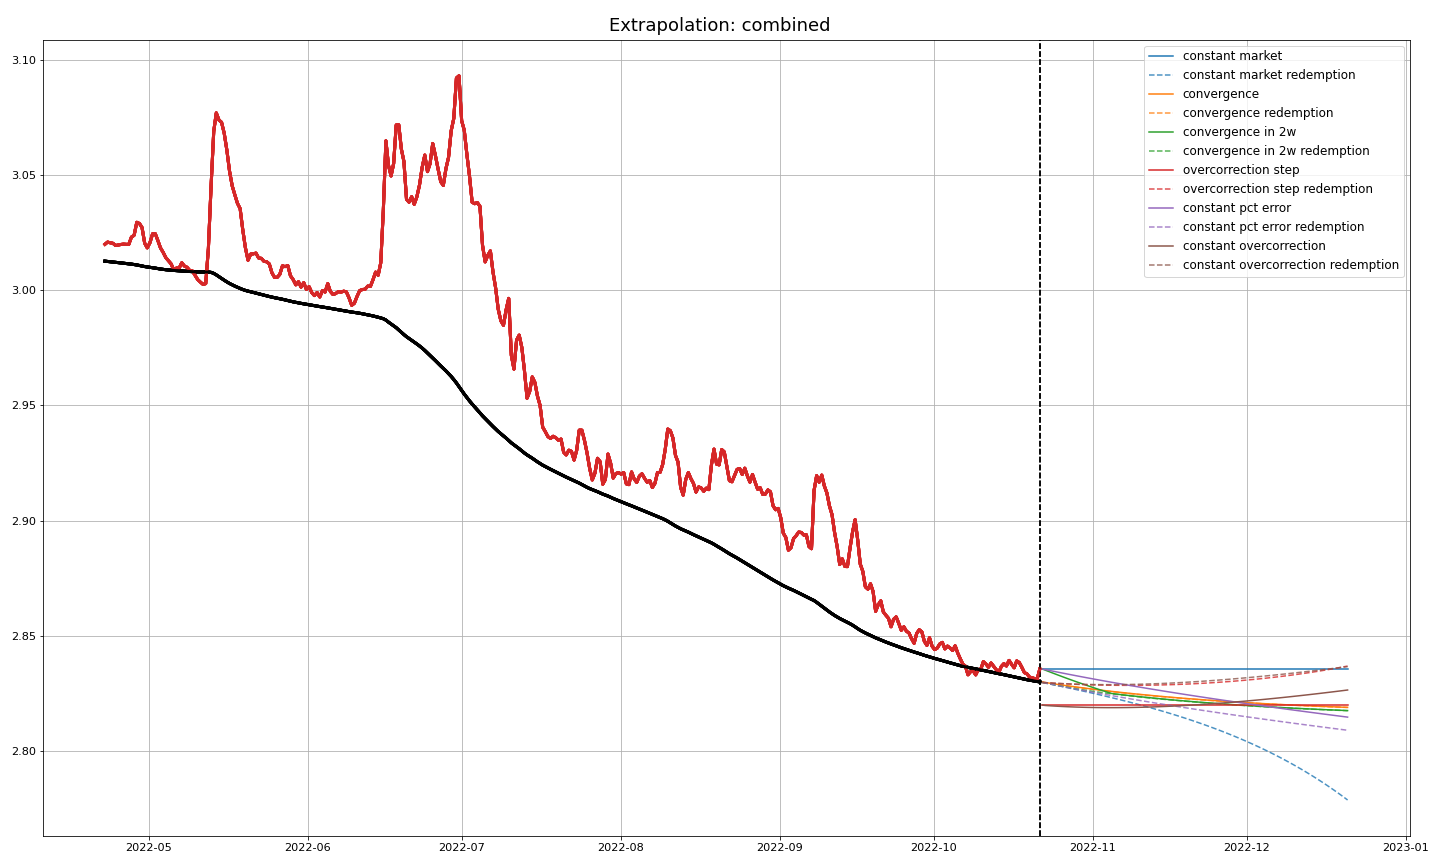 Extrapolation: combined
3.10
3.05
3.00
2.95
2.90
2.85
2.80
constant market
constant market redemption
convergence
convergence redemption
convergence in 2w
convergence in 2w redemption
overcorrection step
overcorrection step redemption
constant pct error
constant pct error redemption
constant overcorrection
constant overcorrection redemption
2022-05 2022-06 2022-07 2022-08 2022-09 2022-10 2022-11 2022-12 2023-01